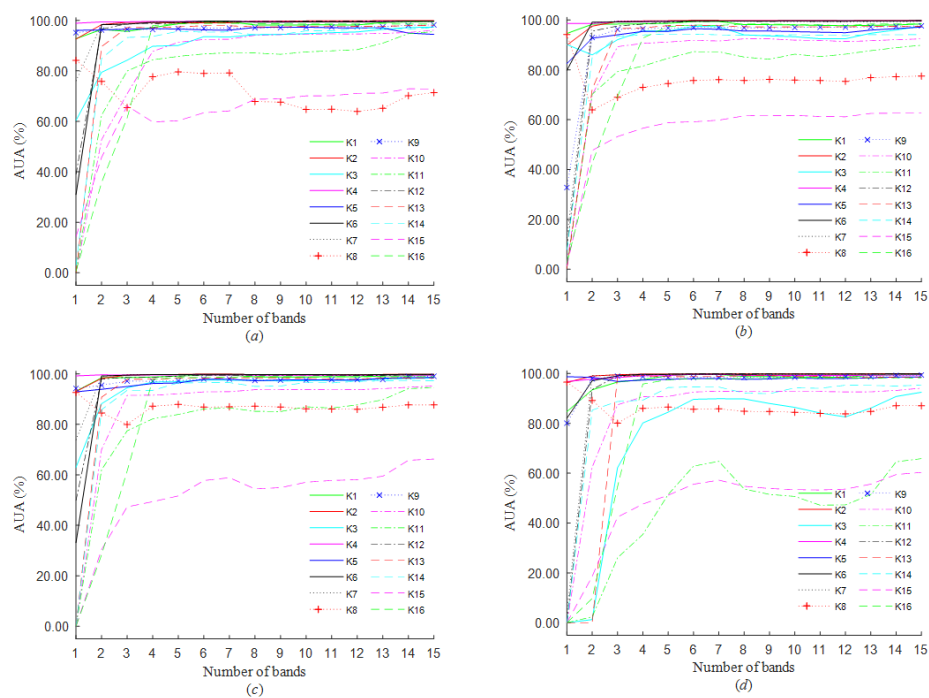 100.00
80.00
60.00
40.00
20.00
0.00
AUA (%)
K1 K9
K2 K10
K3 K11
K4 K12
K5 K13
K6 K14
K7 K15
K8 K16
1 2 3 4 5 6 7 8 9 10 11 12 13 14 15
Number of bands
(a)
100.00
80.00
60.00
40.00
20.00
0.00
AUA (%)
K1 K9
K2 K10
K3 K11
K4 K12
K5 K13
K6 K14
K7 K15
K8 K16
1 2 3 4 5 6 7 8 9 10 11 12 13 14 15
Number of bands
(b)
100.00
80.00
60.00
40.00
20.00
0.00
AUA (%)
K1 K9
K2 K10
K3 K11
K4 K12
K5 K13
K6 K14
K7 K15
K8 K16
1 2 3 4 5 6 7 8 9 10 11 12 13 14 15
Number of bands
(c)
100.00
80.00
60.00
40.00
20.00
0.00
AUA (%)
K1 K9
K2 K10
K3 K11
K4 K12
K5 K13
K6 K14
K7 K15
K8 K16
1 2 3 4 5 6 7 8 9 10 11 12 13 14 15
Number of bands
(d)